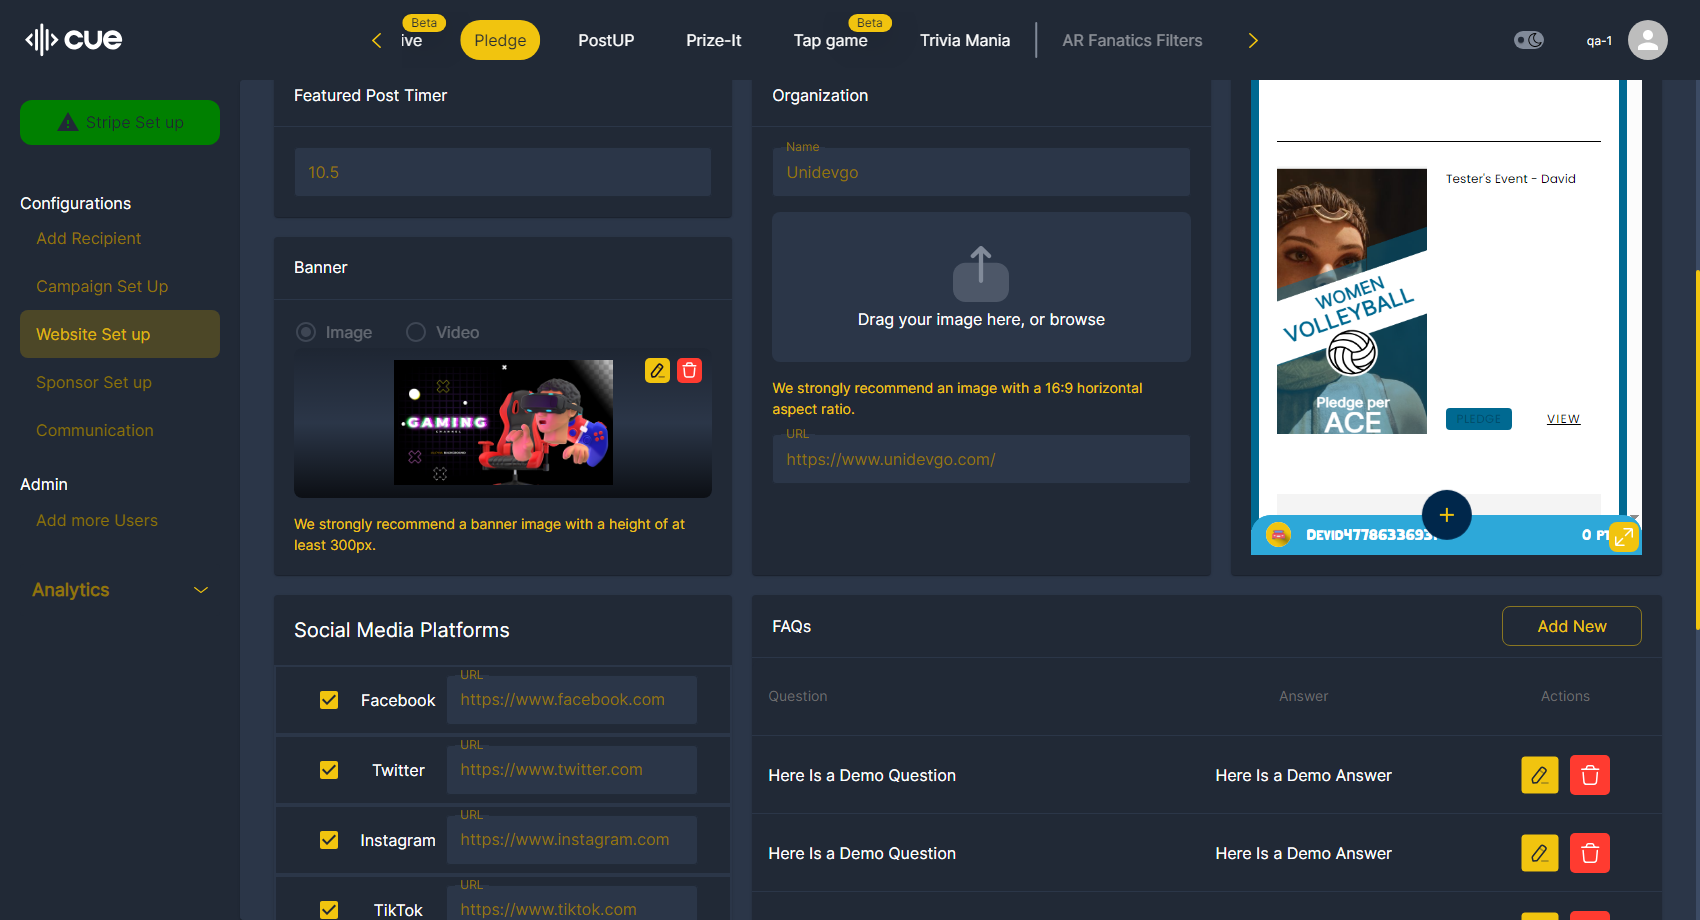 cue
ive
Beta
Pledge
PostUP
Prize-It
Tap game
Beta
Trivia Mania
AR Fanatics Filters
qa-1
Stripe Set up
Configurations
Add Recipient
Campaign Set Up
Website Set up
Sponsor Set up
Communication
Admin
Add more Users
Analytics
Featured Post Timer
10.5
Banner
Image
Video
GAMING
We strongly recommend a banner image with a height of at
least 300px.
Organization
Name
Unidevgo
Drag your image here, or browse
We strongly recommend an image with a 16:9 horizontal
aspect ratio.
URL
https://www.unidevgo.com/
Tester's Event - David
WOMEN
VOLLEYBALL
Pledge per
ACE
PLEDGE
VIEW
0 PT
Social Media Platforms
Facebook
URL
https://www.facebook.com
Twitter
URL
https://www.twitter.com
Instagram
URL
https://www.instagram.com
TikTok
URL
https://www.tiktok.com
FAQs
Add New
Question
Answer
Actions
Here Is a Demo Question
Here Is a Demo Answer
Here Is a Demo Question
Here Is a Demo Answer